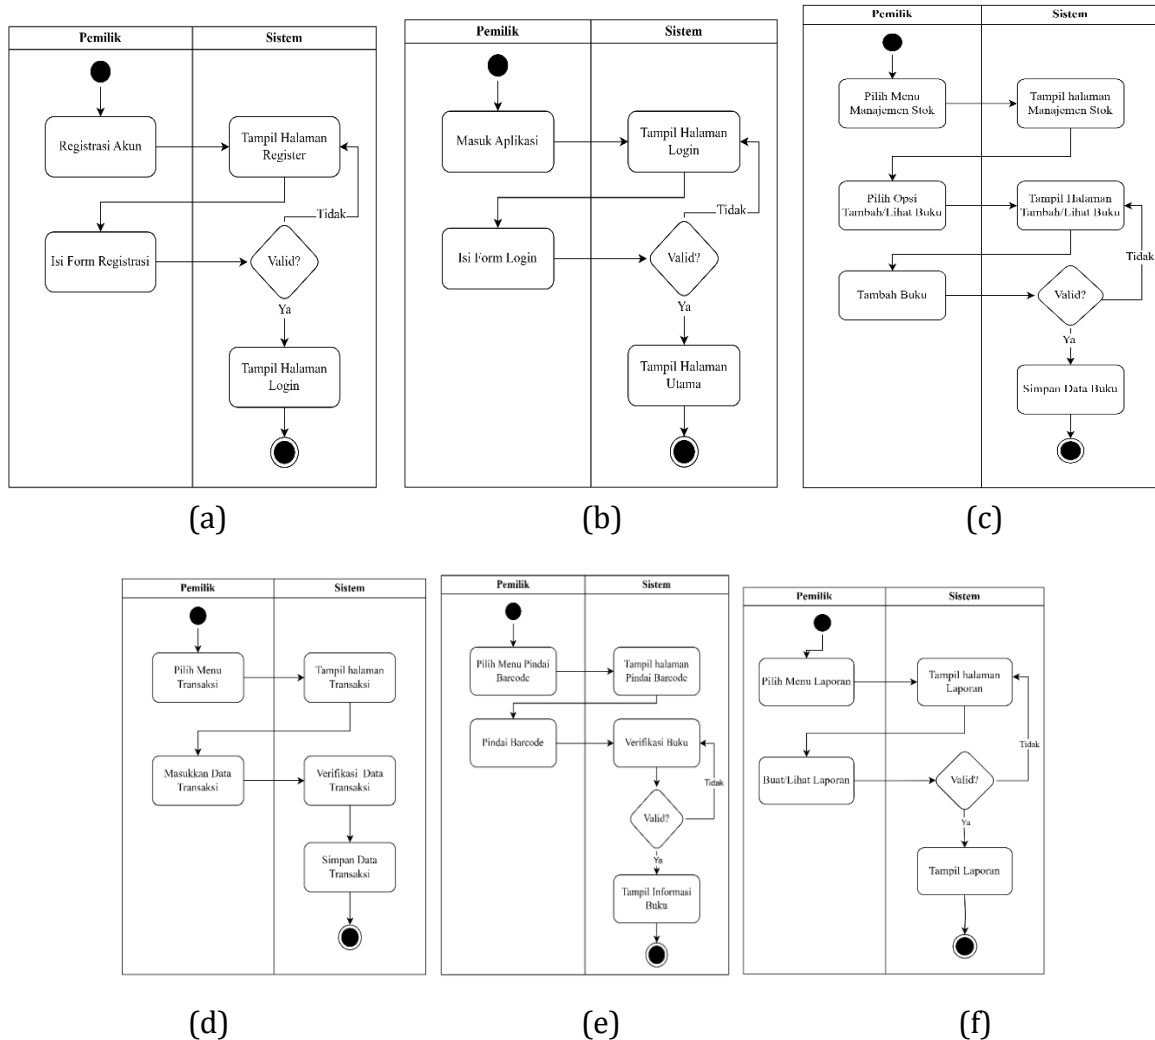 Pemilik
Sistem
Registrasi Akun
Tampil Halaman
Register
Tidak
Isi Form Registrasi
Valid?
Ya
Tampil Halaman
Login
(a)
Pemilik
Sistem
Masuk Aplikasi
Tampil Halaman
Login
Tidak
Isi Form Login
Valid?
Ya
Tampil Halaman
Utama
(b)
Pemilik
Sistem
Pilih Menu
Manajemen Stok
Tampil halaman
Manajemen Stok
Pilih Opsi
Tambah/Lihat Buku
Tampil Halaman
Tambah/Lihat Buku
Tidak
Tambah Buku
Valid?
Ya
Simpan Data Buku
(c)
Pemilik
Sistem
Pilih Menu
Transaksi
Tampil halaman
Transaksi
Masukkan Data
Transaksi
Verifikasi Data
Transaksi
Simpan Data
Transaksi
(d)
Pemilik
Sistem
Pilih Menu Pindai
Barcode
Tampil halaman
Pindai Barcode
Pindai Barcode
Verifikasi Buku
Tidak
Valid?
Ya
Tampil Informasi
Buku
(e)
Pemilik
Sistem
Pilih Menu Laporan
Tampil halaman
Laporan
Tidak
Buat/Lihat Laporan
Valid?
Ya
Tampil Laporan
(f)